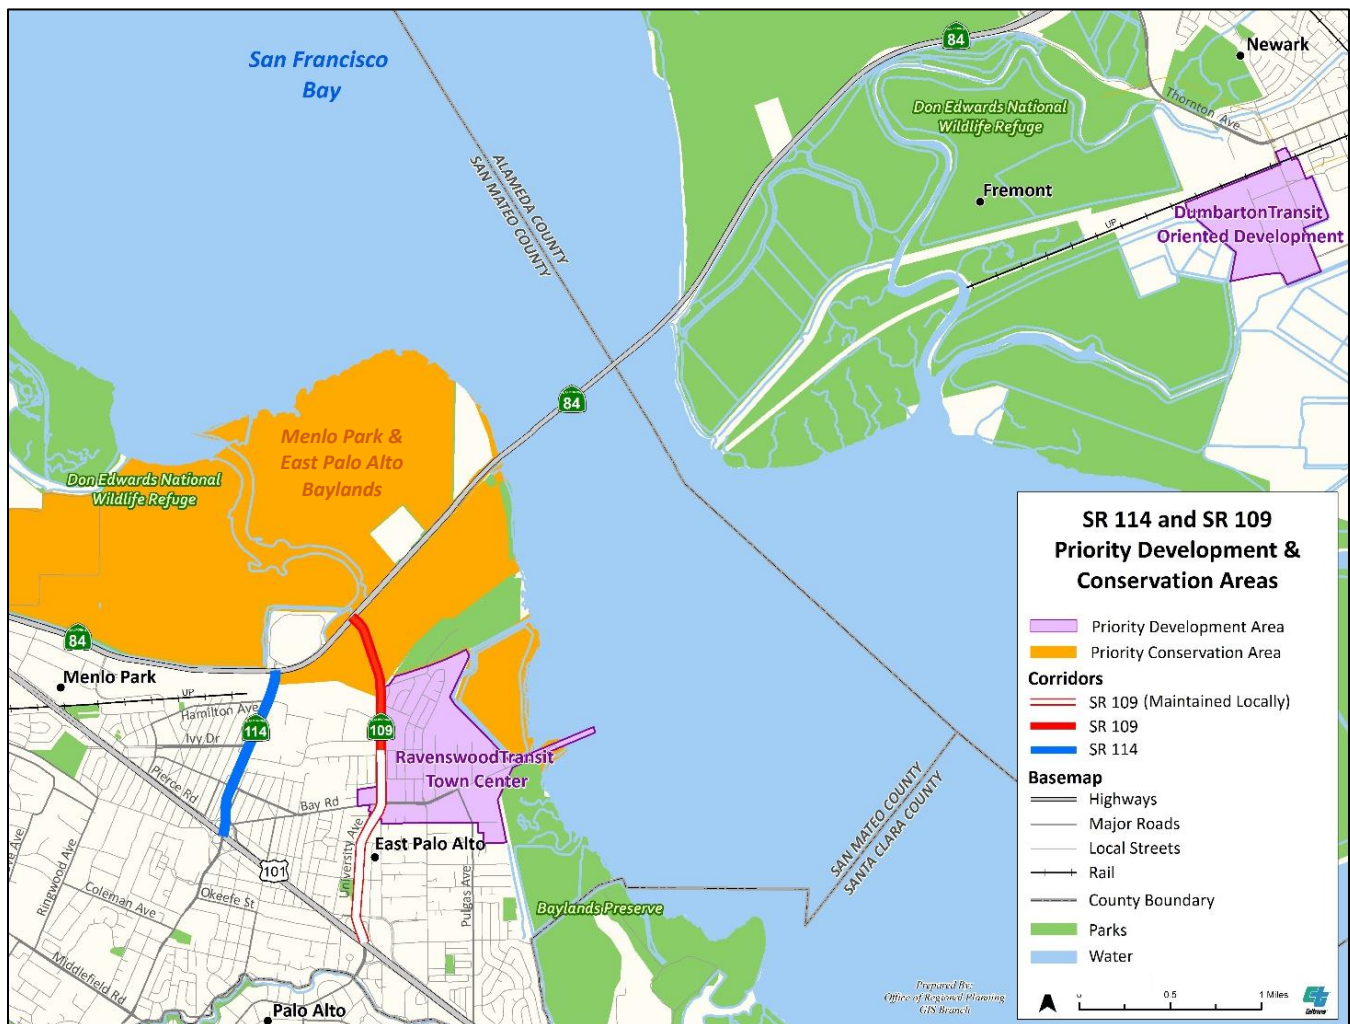 San Francisco
Bay
84
Newark
Thornton Ave
Don Edwards National
Wildlife Refuge
ALAMEDA COUNTY
SAN MATEO COUNTY
Fremont
UP
DumbartonTransit
Oriented Development
84
Menlo Park &
East Palo Alto
Baylands
Don Edwards National
Wildlife Refuge
84
Menlo Park
UP
Hamilton Ave
114
Ivy Dr
109
RavenswoodTransit
Town Center
Pierce Rd
Bay Rd
University Ave
East Palo Alto
101
Ringwood Ave
Coleman Ave
Okeefe St
Pulgas Ave
Baylands Preserve
Middlefield Rd
Palo Alto
SAN MATEO COUNTY
SANTA CLARA COUNTY
Prepared By:
Office of Regional Planning
GIS Branch
SR 114 and SR 109
Priority Development &
Conservation Areas
Priority Development Area
Priority Conservation Area
Corridors
SR 109 (Maintained Locally)
SR 109
SR 114
Basemap
Highways
Major Roads
Local Streets
Rail
County Boundary
Parks
Water
0 0.5 1 Miles
Caltrans